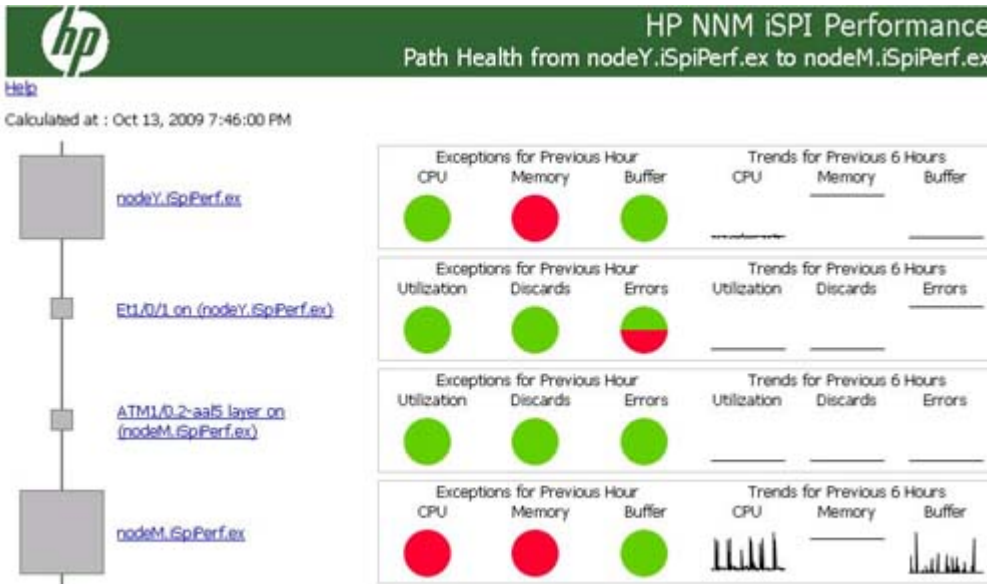 hp
HP NNM iSPI Performance
Path Health from nodeY.iSpiPerf.ex to nodeM.iSpiPerf.ex
Help
Calculated at : Oct 13, 2009 7:46:00 PM
nodeY.iSpiPerf.ex
Exceptions for Previous Hour
CPU Memory Buffer
Trends for Previous 6 Hours
CPU Memory Buffer
Et1/0/1 on (nodeY.iSpiPerf.ex)
Exceptions for Previous Hour
Utilization Discards Errors
Trends for Previous 6 Hours
Utilization Discards Errors
ATM1/0.2-aal5 layer on
(nodeM.iSpiPerf.ex)
Exceptions for Previous Hour
Utilization Discards Errors
Trends for Previous 6 Hours
Utilization Discards Errors
nodeM.iSpiPerf.ex
Exceptions for Previous Hour
CPU Memory Buffer
Trends for Previous 6 Hours
CPU Memory Buffer